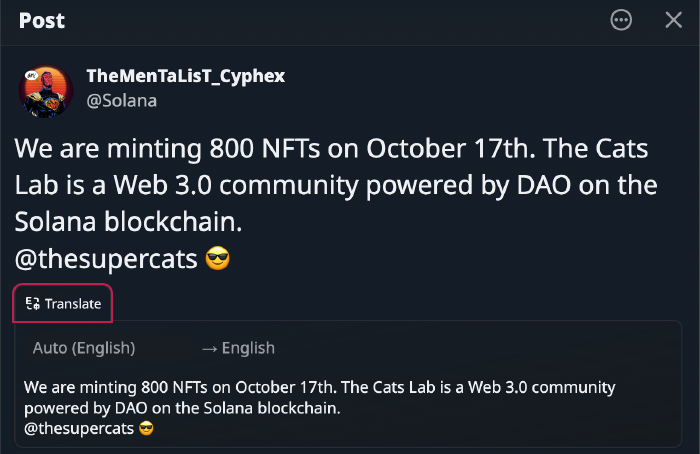 Post
TheMenTaLisT_Cyphex
@Solana
We are minting 800 NFTs on October 17th. The Cats
Lab is a Web 3.0 community powered by DAO on the
Solana blockchain.
@thesupercats 😎
Translate
Auto (English) → English
We are minting 800 NFTs on October 17th. The Cats Lab is a Web 3.0 community
powered by DAO on the Solana blockchain.
@thesupercats 😎